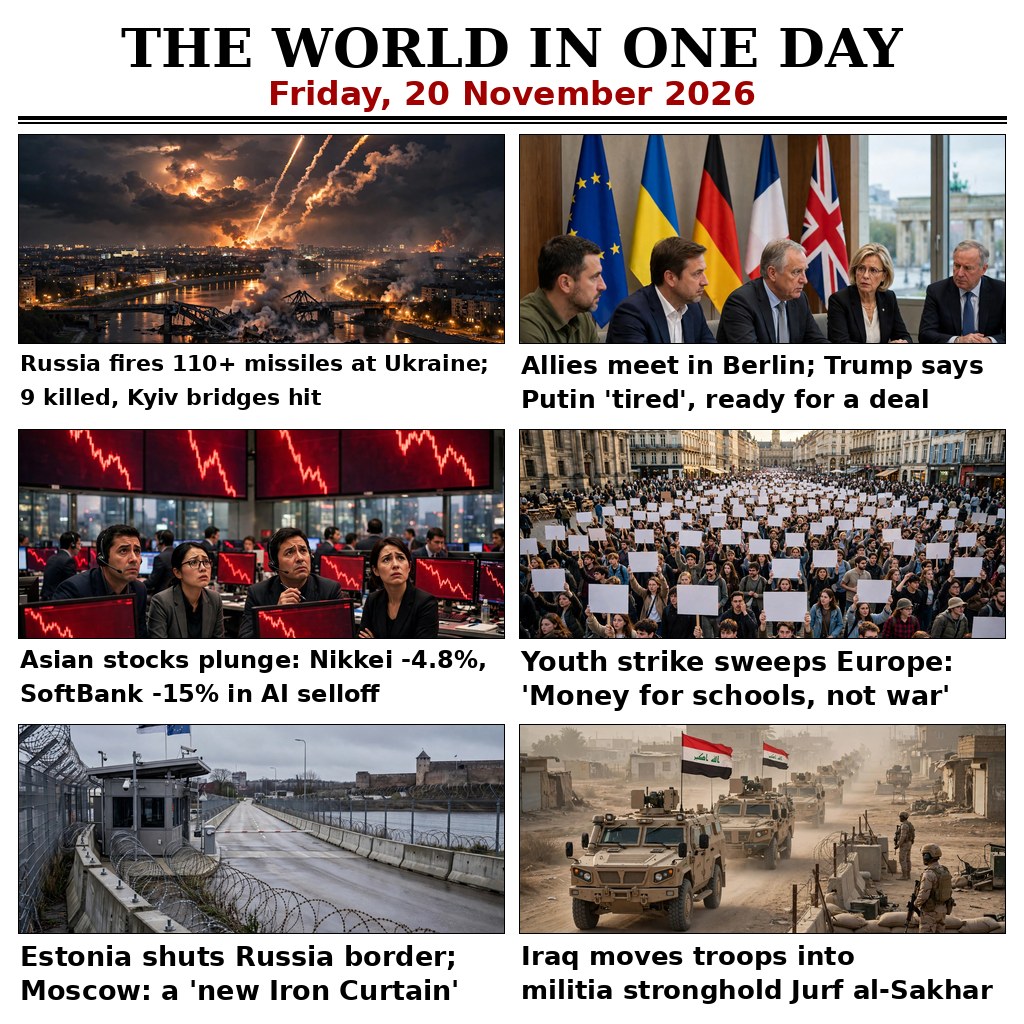 THE WORLD IN ONE DAY
Friday, 20 November 2026
Russia fires 110+ missiles at Ukraine;
9 killed, Kyiv bridges hit
Allies meet in Berlin; Trump says
Putin 'tired', ready for a deal
Asian stocks plunge: Nikkei -4.8%,
SoftBank -15% in AI selloff
Youth strike sweeps Europe:
'Money for schools, not war'
Estonia shuts Russia border;
Moscow: a 'new Iron Curtain'
Iraq moves troops into
militia stronghold Jurf al-Sakhar